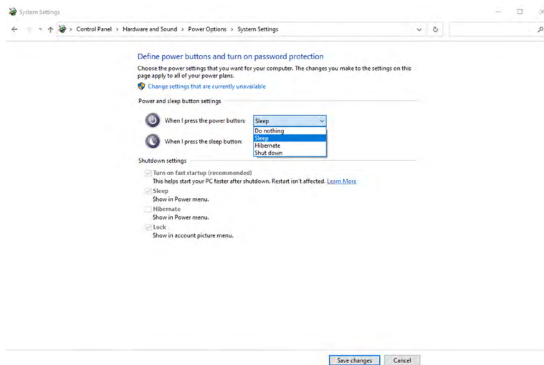 System Settings
Control Panel > Hardware and Sound > Power Options > System Settings
Define power buttons and turn on password protection
Choose the power settings that you want for your computer. The changes you make to the settings on this
page apply to all of your power plans.
Change settings that are currently unavailable
Power and sleep button settings
When I press the power button: Sleep
Do nothing
Sleep
Hibernate
Shut down
When I press the sleep button:
Shutdown settings
Turn on fast startup (recommended)
This helps start your PC faster after shutdown. Restart isn't affected. Learn More
Sleep
Show in Power menu.
Hibernate
Show in Power menu.
Lock
Show in account picture menu.
Save changes Cancel